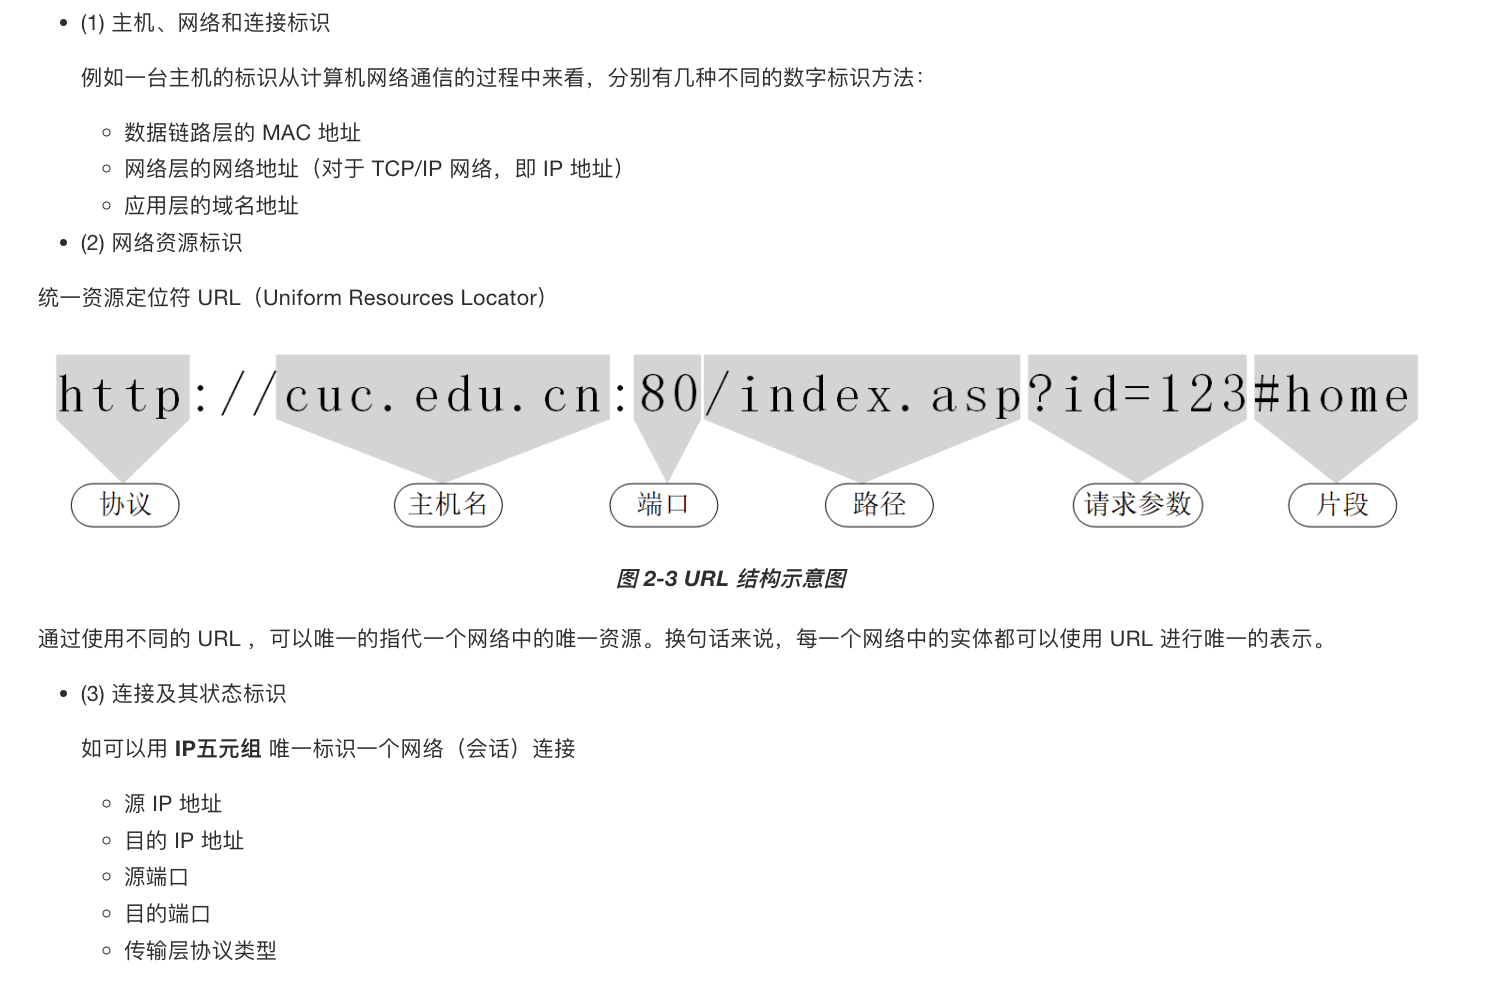 (1) 主机、网络和连接标识
例如一台主机的标识从计算机网络通信的过程中来看，分别有几种不同的数字标识方法：
数据链路层的 MAC 地址
网络层的网络地址（对于 TCP/IP 网络，即 IP 地址）
应用层的域名地址
(2) 网络资源标识
统一资源定位符 URL（Uniform Resources Locator）
http://cuc.edu.cn:80/index.asp?id=123#home
协议 主机名 端口 路径 请求参数 片段
图 2-3 URL 结构示意图
通过使用不同的 URL ，可以唯一的指代一个网络中的唯一资源。换句话来说，每一个网络中的实体都可以使用 URL 进行唯一的表示。
(3) 连接及其状态标识
如可以用 IP五元组 唯一标识一个网络（会话）连接
源 IP 地址
目的 IP 地址
源端口
目的端口
传输层协议类型